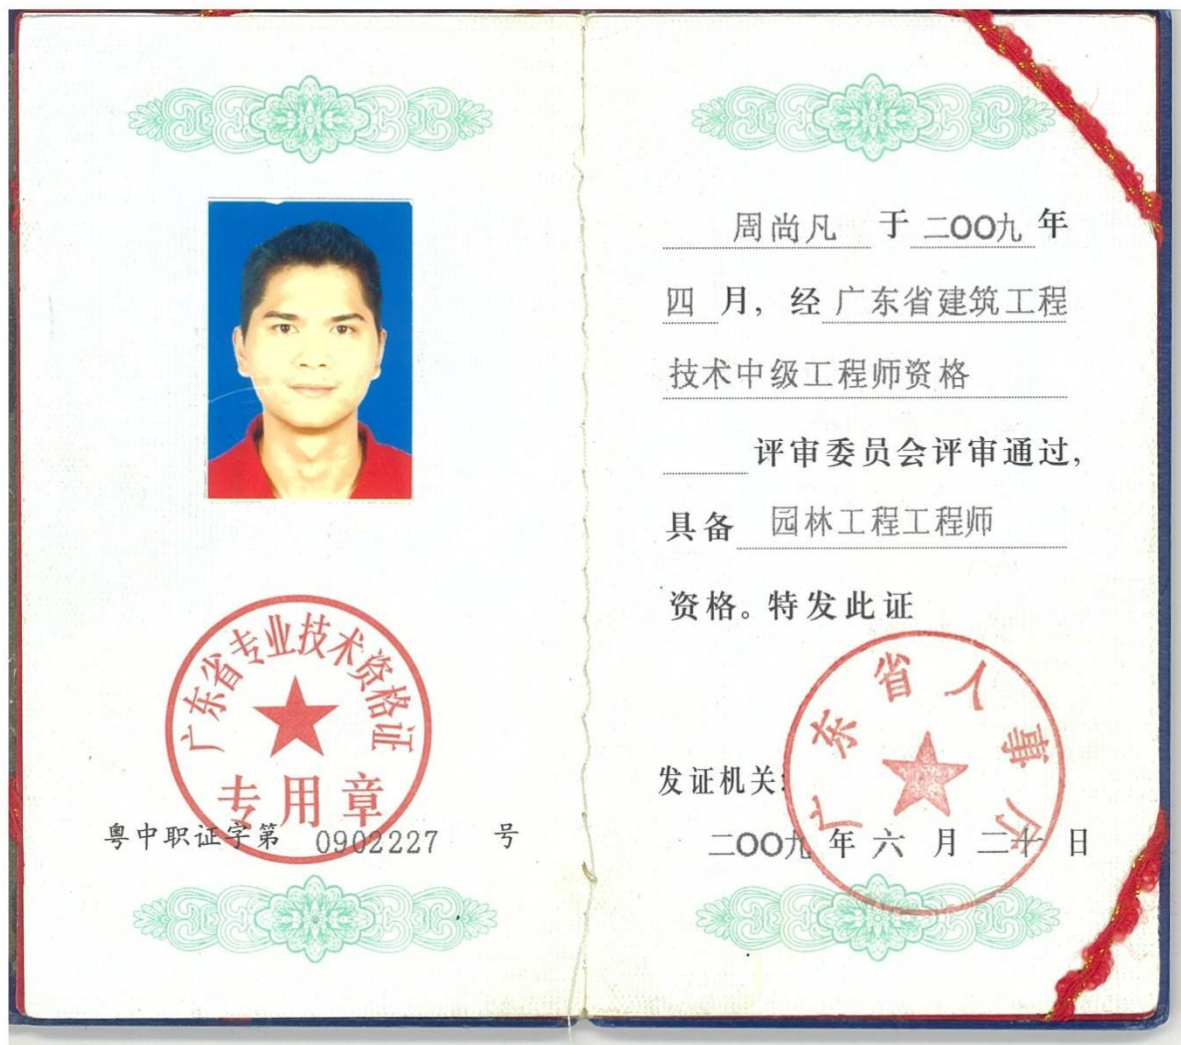 广东省专业技术资格证
专用章
粤中职证字第 0902227 号
周尚凡 于 二OO九 年
四 月，经 广东省建筑工程
技术中级工程师资格
评审委员会评审通过，
具备 园林工程工程师
资格。特发此证
广东省人事厅
发证机关：
二OO九 年 六 月 二十 日